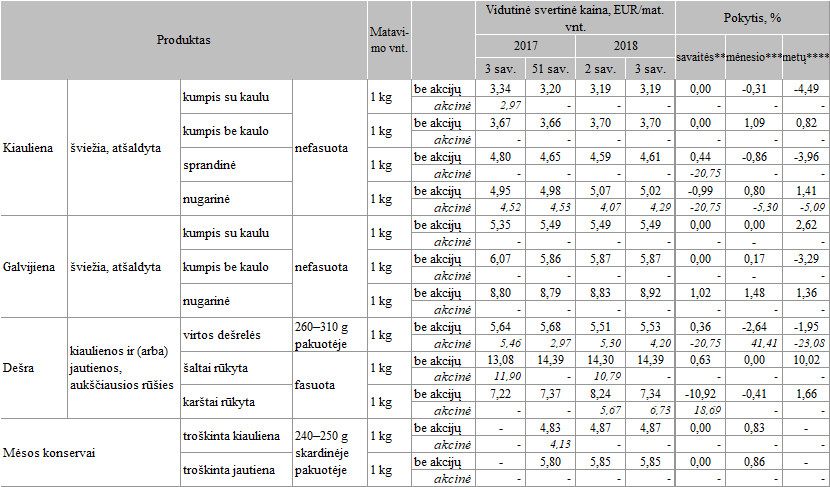 Produktas Matavimo vnt. Vidutinė svertinė kaina, EUR/mat. vnt. Pokytis, %
2017 2018 savaitės** mėnesio*** metų****
3 sav. 51 sav. 2 sav. 3 sav.
Kiauliena šviežia, atšaldyta nefasuota
kumpis su kaulu 1 kg be akcijų 3,34 3,20 3,19 3,19 0,00 -0,31 -4,49
akcinė 2,97 - - - - - -
kumpis be kaulo 1 kg be akcijų 3,67 3,66 3,70 3,70 0,00 1,09 0,82
akcinė - - - - - - -
sprandinė 1 kg be akcijų 4,80 4,65 4,59 4,61 0,44 -0,86 -3,96
akcinė - - - - -20,75 - -
nugarinė 1 kg be akcijų 4,95 4,98 5,07 5,02 -0,99 0,80 1,41
akcinė 4,52 4,53 4,07 4,29 -20,75 -5,30 -5,09
Galvijiena šviežia, atšaldyta nefasuota
kumpis su kaulu 1 kg be akcijų 5,35 5,49 5,49 5,49 0,00 0,00 2,62
akcinė - - - - - - -
kumpis be kaulo 1 kg be akcijų 6,07 5,86 5,87 5,87 0,00 0,17 -3,29
akcinė - - - - - - -
nugarinė 1 kg be akcijų 8,80 8,79 8,83 8,92 1,02 1,48 1,36
akcinė - - - - - - -
Dešra kiaulienos ir (arba) jautienos, aukščiausios rūšies
virtos dešrelės 260–310 g pakuotėje 1 kg be akcijų 5,64 5,68 5,51 5,53 0,36 -2,64 -1,95
akcinė 5,46 2,97 5,30 4,20 -20,75 41,41 -23,08
šaltai rūkyta fasuota 1 kg be akcijų 13,08 14,39 14,30 14,39 0,63 0,00 10,02
akcinė 11,90 - 10,79 - - - -
karštai rūkyta 1 kg be akcijų 7,22 7,37 8,24 7,34 -10,92 -0,41 1,66
akcinė - - 5,67 6,73 18,69 - -
Mėsos konservai 240–250 g skardinėje pakuotėje
troškinta kiauliena 1 kg be akcijų - 4,83 4,87 4,87 0,00 0,83 -
akcinė - 4,13 - - - - -
troškinta jautiena 1 kg be akcijų - 5,80 5,85 5,85 0,00 0,86 -
akcinė - - - - - - -